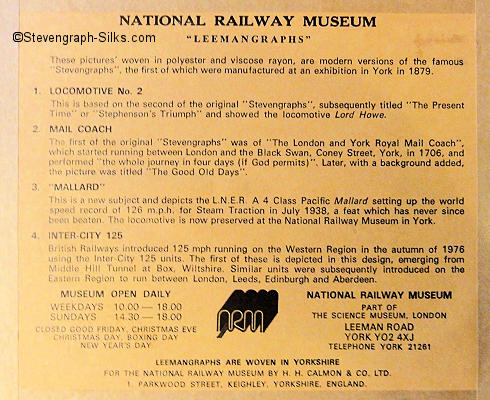 NATIONAL RAILWAY MUSEUM
©Stevengraph-Silks.com
"LEEMANGRAPHS"
These pictures' woven in polyester and viscose rayon, are modern versions of the famous
"Stevengraphs", the first of which were manufactured at an exhibition in York in 1879.
1. LOCOMOTIVE No. 2
This is based on the second of the original "Stevengraphs", subsequently titled "The Present
Time" or "Stephenson's Triumph" and showed the locomotive Lord Howe.
2. MAIL COACH
The first of the original "Stevengraphs" was of "The London and York Royal Mail Coach",
which started running between London and the Black Swan, Coney Street, York, in 1706, and
performed "the whole journey in four days (if God permits)". Later, with a background added,
the picture was titled "The Good Old Days".
3. "MALLARD"
This is a new subject and depicts the L.N.E.R. A 4 Class Pacific Mallard setting up the world
speed record of 126 m.p.h. for Steam Traction in July 1938, a feat which has never since
been beaten. The locomotive is now preserved at the National Railway Museum in York.
4. INTER-CITY 125
British Railways introduced 125 mph running on the Western Region in the autumn of 1976
using the Inter-City 125 units. The first of these is depicted in this design, emerging from
Middle Hill Tunnel at Box, Wiltshire. Similar units were subsequently introduced on the
Eastern Region to run between London, Leeds, Edinburgh and Aberdeen.
MUSEUM OPEN DAILY
WEEKDAYS 10.00 — 18.00
SUNDAYS 14.30 — 18.00
CLOSED GOOD FRIDAY, CHRISTMAS EVE
CHRISTMAS DAY, BOXING DAY
NEW YEAR'S DAY
NRM
NATIONAL RAILWAY MUSEUM
PART OF
THE SCIENCE MUSEUM, LONDON
LEEMAN ROAD
YORK YO2 4XJ
TELEPHONE YORK 21261
LEEMANGRAPHS ARE WOVEN IN YORKSHIRE
FOR THE NATIONAL RAILWAY MUSEUM BY H. H. CALMON & CO. LTD.
1, PARKWOOD STREET, KEIGHLEY, YORKSHIRE, ENGLAND.